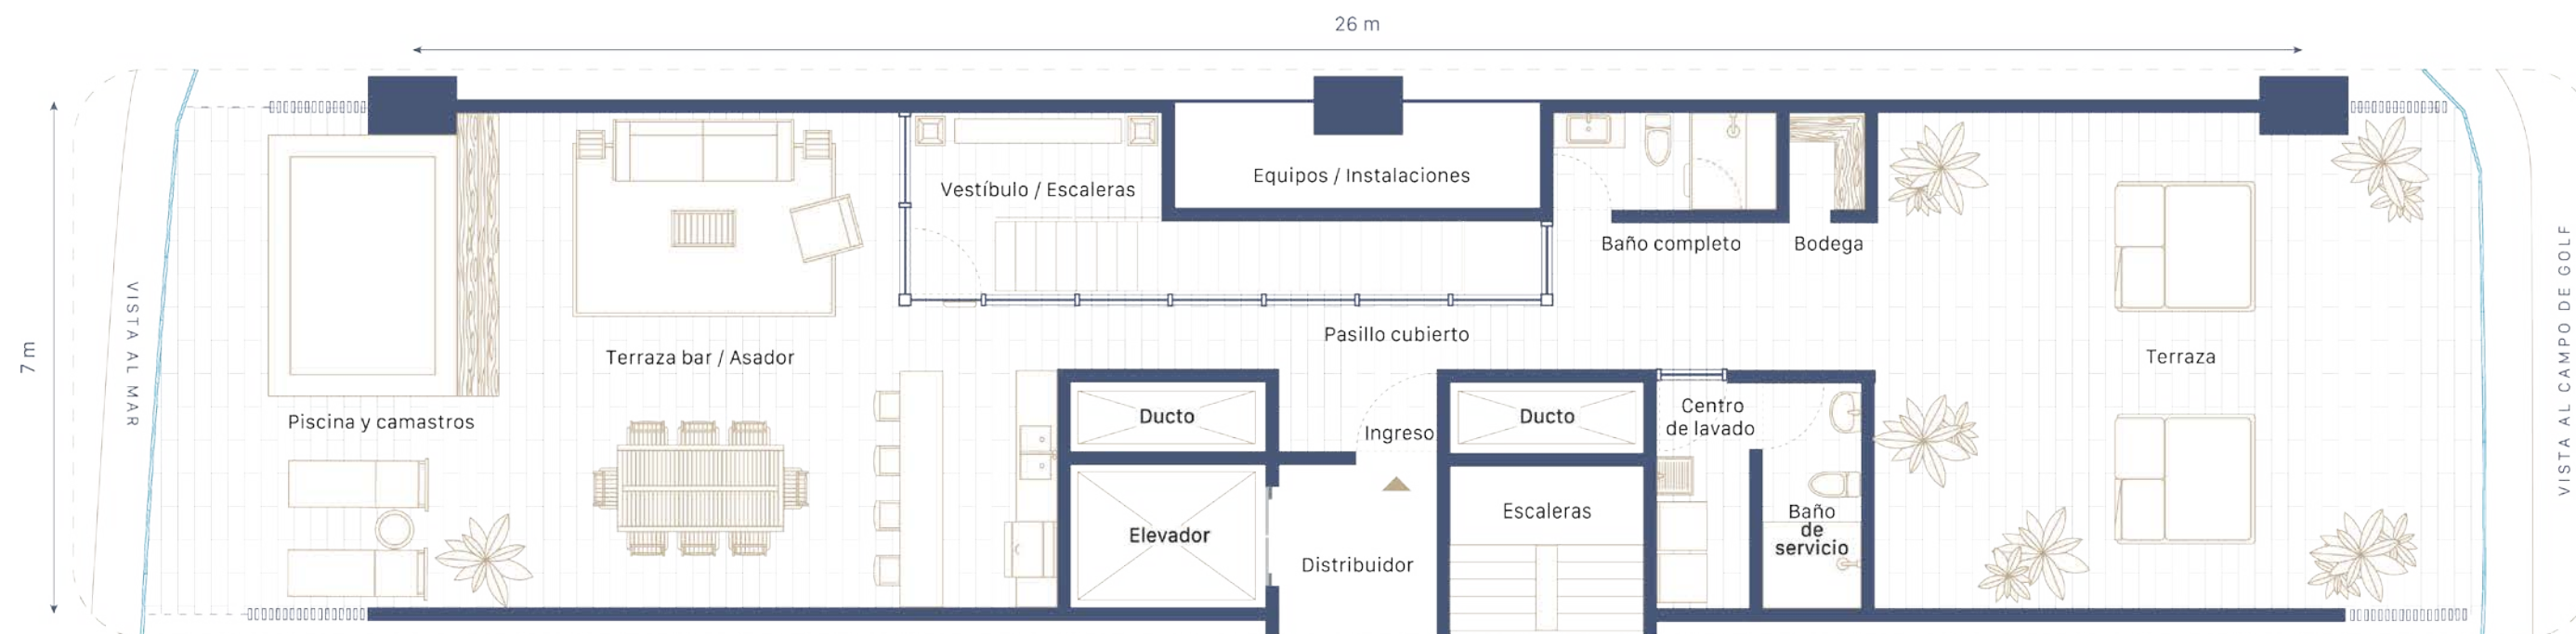 26 m
7 m
VISTA AL MAR
Vestíbulo / Escaleras
Equipos / Instalaciones
Baño completo
Bodega
Pasillo cubierto
Terraza bar / Asador
Terraza
Piscina y camastros
Ducto
Ingreso
Ducto
Centro
de lavado
Elevador
Escaleras
Baño
de
servicio
Distribuidor
VISTA AL CAMPO DE GOLF